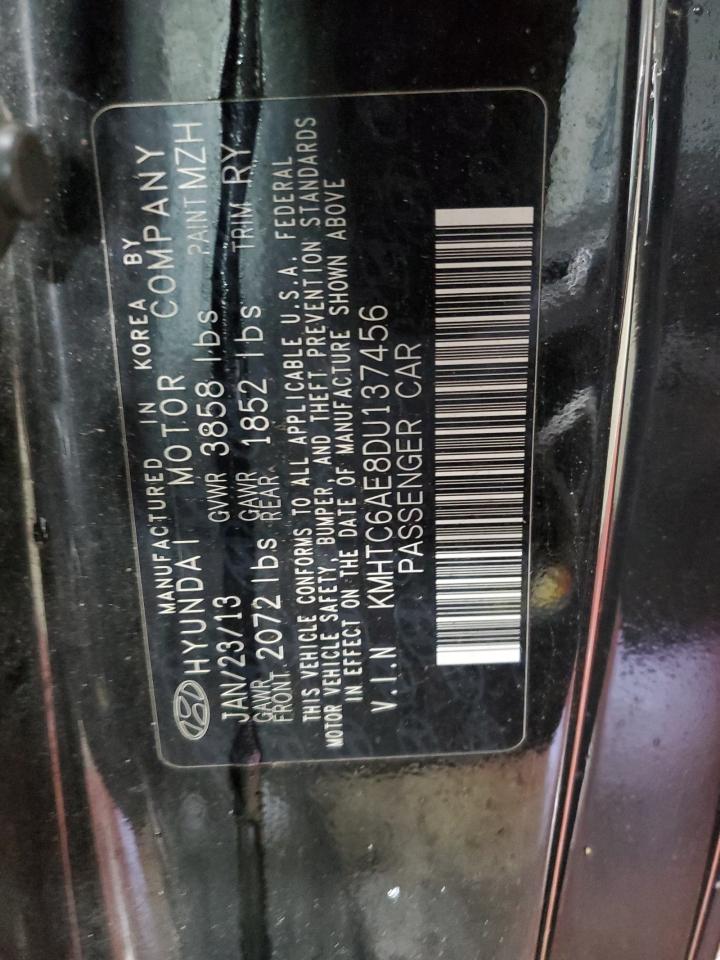 MANUFACTURED IN KOREA BY
HYUNDAI MOTOR COMPANY
JAN/23/13 GVWR 3858 lbs PAINT MZH
GAWR FRONT 2072 lbs GAWR REAR 1852 lbs TRIM RY
THIS VEHICLE CONFORMS TO ALL APPLICABLE U.S.A. FEDERAL
MOTOR VEHICLE SAFETY, BUMPER, AND THEFT PREVENTION STANDARDS
IN EFFECT ON THE DATE OF MANUFACTURE SHOWN ABOVE
V.I.N KMHTC6AE8DU137456
PASSENGER CAR